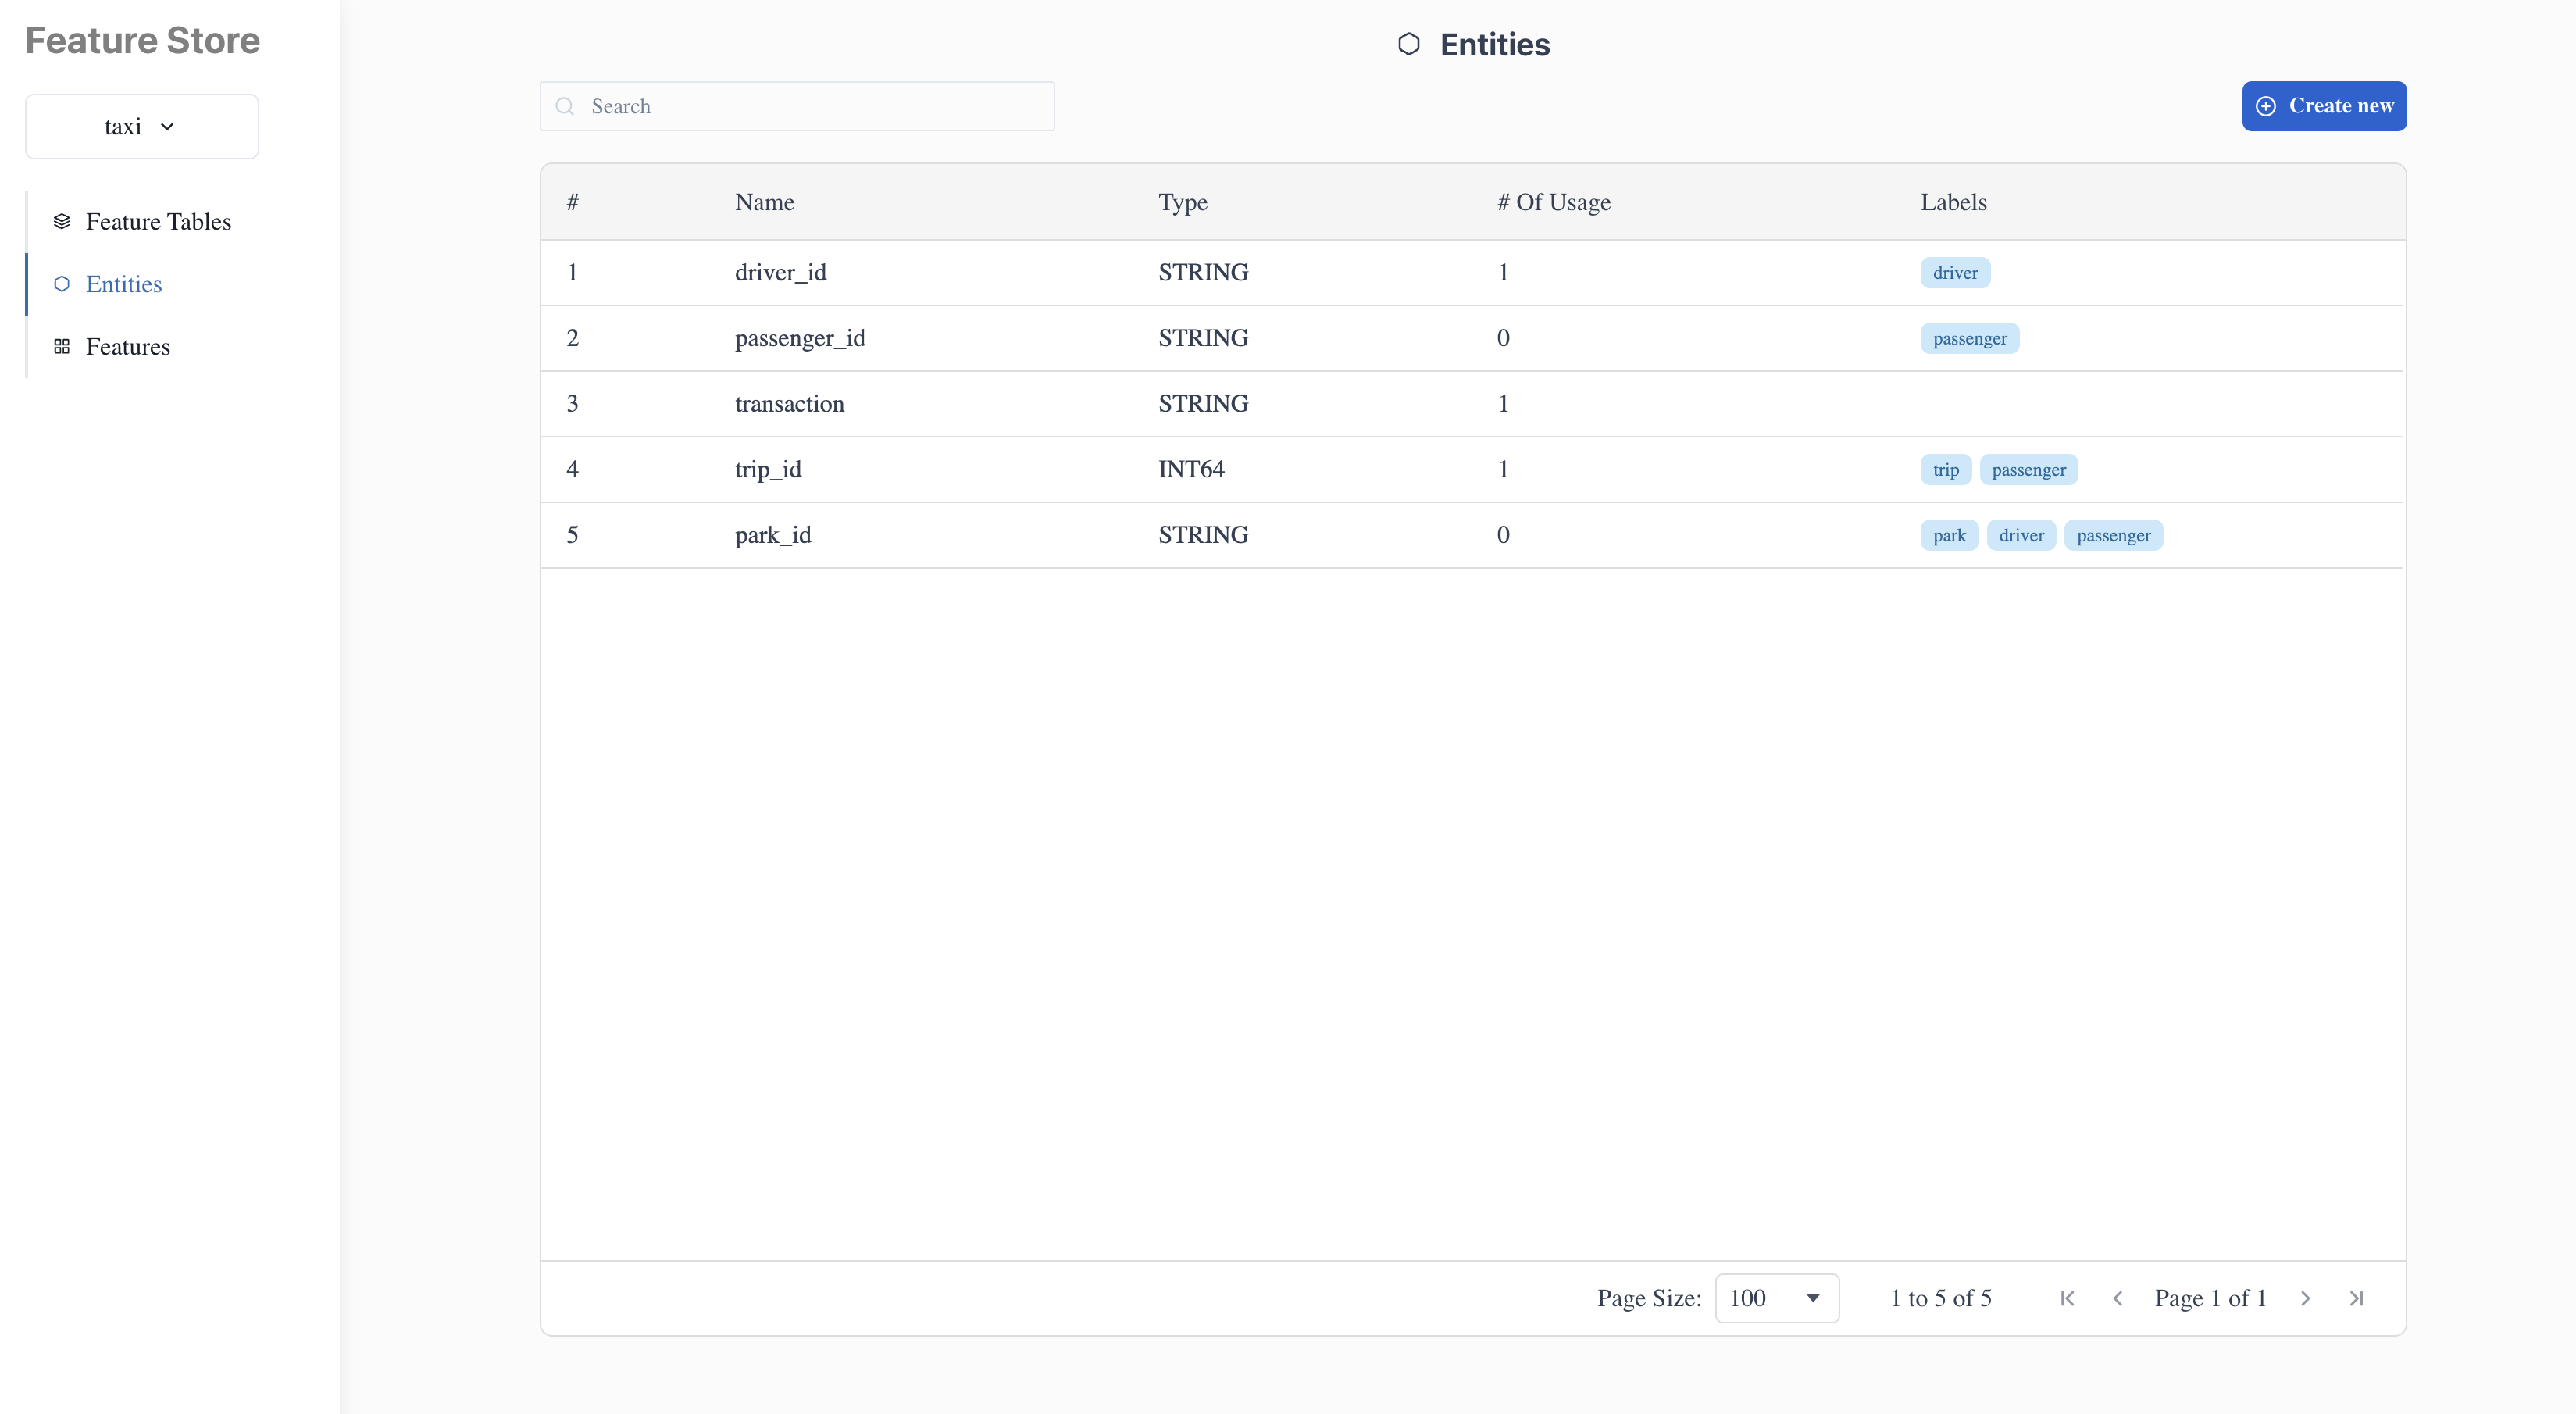 Feature Store
taxi
Feature Tables
Entities
Features
Entities
Search
Create new
# Name Type # Of Usage Labels
1 driver_id STRING 1 driver
2 passenger_id STRING 0 passenger
3 transaction STRING 1
4 trip_id INT64 1 trip passenger
5 park_id STRING 0 park driver passenger
Page Size: 100 1 to 5 of 5 Page 1 of 1